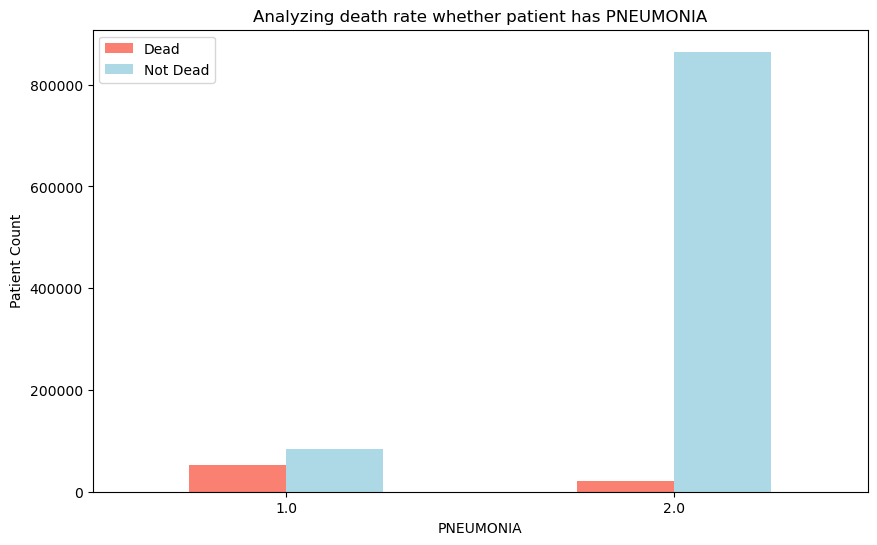 Analyzing death rate whether patient has PNEUMONIA
Dead
Not Dead
800000
600000
400000
200000
0
Patient Count
1.0
2.0
PNEUMONIA